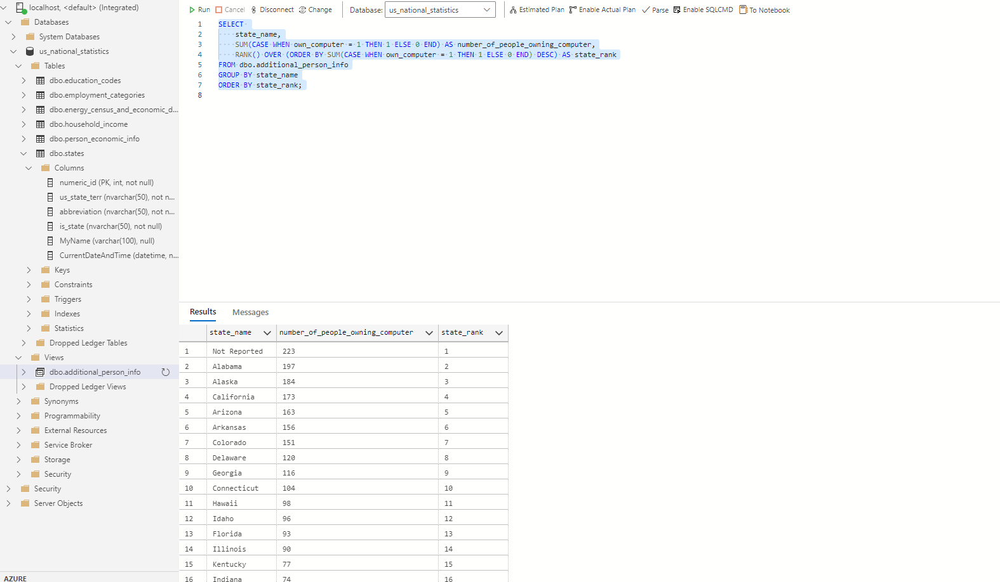 localhost, <default> (Integrated)
Databases
System Databases
us_national_statistics
Tables
dbo.education_codes
dbo.employment_categories
dbo.energy_census_and_economic_d...
dbo.household_income
dbo.person_economic_info
dbo.states
Columns
numeric_id (PK, int, not null)
us_state_terr (nvarchar(50), not n...
abbreviation (nvarchar(50), not n...
is_state (nvarchar(50), not null)
MyName (varchar(100), null)
CurrentDateAndTime (datetime, n...
Keys
Constraints
Triggers
Indexes
Statistics
Dropped Ledger Tables
Views
dbo.additional_person_info
Dropped Ledger Views
Synonyms
Programmability
External Resources
Service Broker
Storage
Security
Security
Server Objects
AZURE
Run Cancel Disconnect Change Database: us_national_statistics Estimated Plan Enable Actual Plan Parse Enable SQLCMD To Notebook
1 SELECT
2 state_name,
3 SUM(CASE WHEN own_computer = 1 THEN 1 ELSE 0 END) AS number_of_people_owning_computer,
4 RANK() OVER (ORDER BY SUM(CASE WHEN own_computer = 1 THEN 1 ELSE 0 END) DESC) AS state_rank
5 FROM dbo.additional_person_info
6 GROUP BY state_name
7 ORDER BY state_rank;
8
Results Messages
state_name number_of_people_owning_computer state_rank
1 Not Reported 223 1
2 Alabama 197 2
3 Alaska 184 3
4 California 173 4
5 Arizona 163 5
6 Arkansas 156 6
7 Colorado 151 7
8 Delaware 120 8
9 Georgia 116 9
10 Connecticut 104 10
11 Hawaii 98 11
12 Idaho 96 12
13 Florida 93 13
14 Illinois 90 14
15 Kentucky 77 15
16 Indiana 74 16